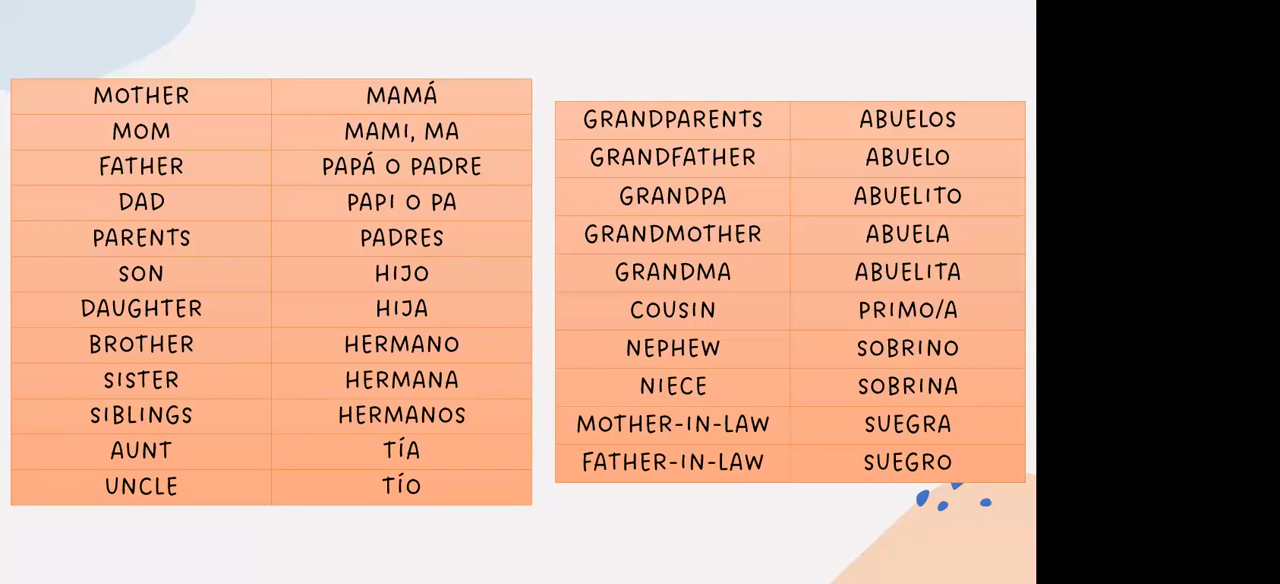 MOTHER MAMÁ
MOM MAMI, MA
FATHER PAPÁ O PADRE
DAD PAPI O PA
PARENTS PADRES
SON HIJO
DAUGHTER HIJA
BROTHER HERMANO
SISTER HERMANA
SIBLINGS HERMANOS
AUNT TÍA
UNCLE TÍO
GRANDPARENTS ABUELOS
GRANDFATHER ABUELO
GRANDPA ABUELITO
GRANDMOTHER ABUELA
GRANDMA ABUELITA
COUSIN PRIMO/A
NEPHEW SOBRINO
NIECE SOBRINA
MOTHER-IN-LAW SUEGRA
FATHER-IN-LAW SUEGRO